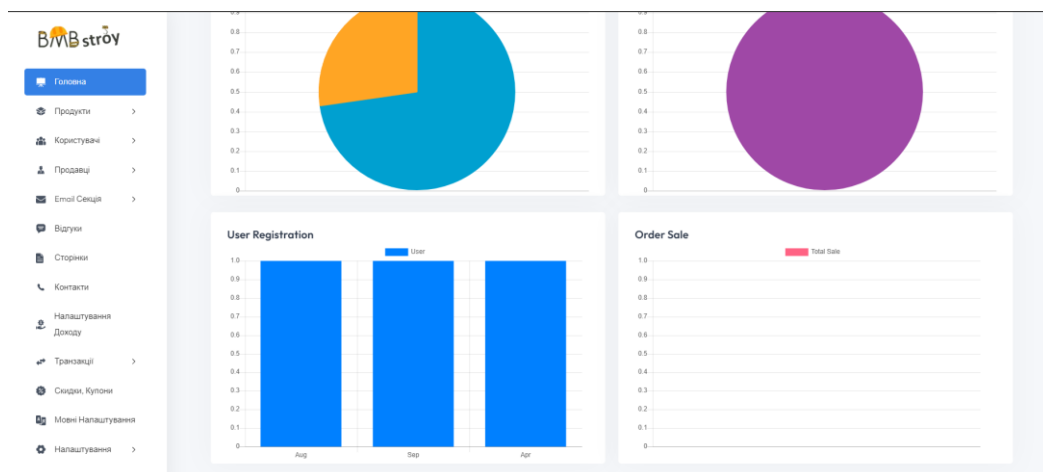 BMB stroy
Головна
Продукти
Користувачі
Продавці
Email Секція
Відгуки
Сторінки
Контакти
Налаштування
Доходу
Транзакції
Скидки, Купони
Мовні Налаштування
Налаштування
0.8
0.7
0.6
0.5
0.4
0.3
0.2
0.1
0
0.8
0.7
0.6
0.5
0.4
0.3
0.2
0.1
0
User Registration
User
1.0
0.9
0.8
0.7
0.6
0.5
0.4
0.3
0.2
0.1
0
Aug Sep Apr
Order Sale
Total Sale
1.0
0.9
0.8
0.7
0.6
0.5
0.4
0.3
0.2
0.1
0